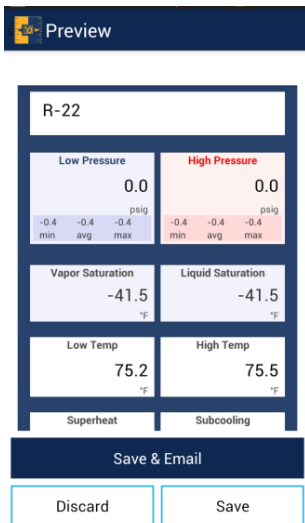 Preview
R-22
Low Pressure High Pressure
0.0 0.0
psig psig
-0.4 -0.4 -0.4 -0.4 -0.4 -0.4
min avg max min avg max
Vapor Saturation Liquid Saturation
-41.5 -41.5
°F °F
Low Temp High Temp
75.2 75.5
°F °F
Superheat Subcooling
Save & Email
Discard Save